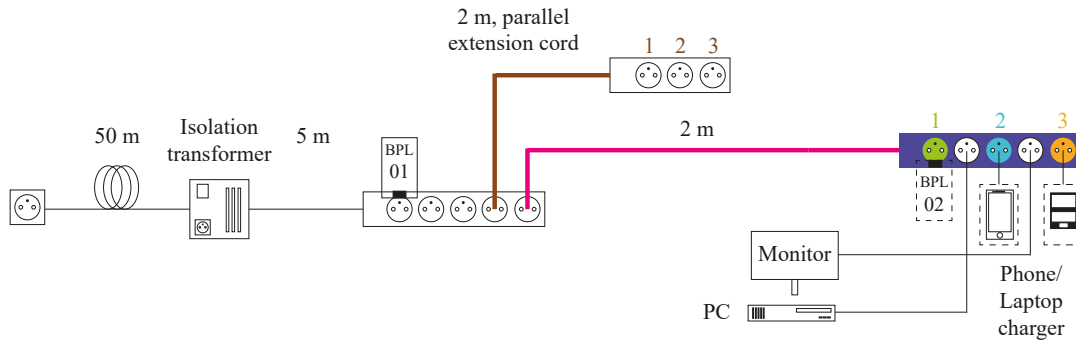 2 m, parallel
extension cord
1 2 3
50 m
Isolation
transformer
5 m
BPL
01
2 m
1 2 3
BPL
02
Monitor
PC
Phone/
Laptop
charger